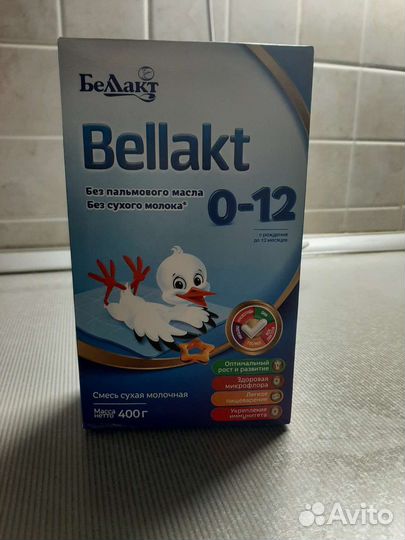 Беллакт
Bellakt
Без пальмового масла
Без сухого молока*
0-12
с рождения
до 12 месяцев
Оптимальный
рост и развитие
Здоровая
микрофлора
Легкое
пищеварение
Укрепление
иммунитета
Смесь сухая молочная
Масса
нетто 400 г
Avito